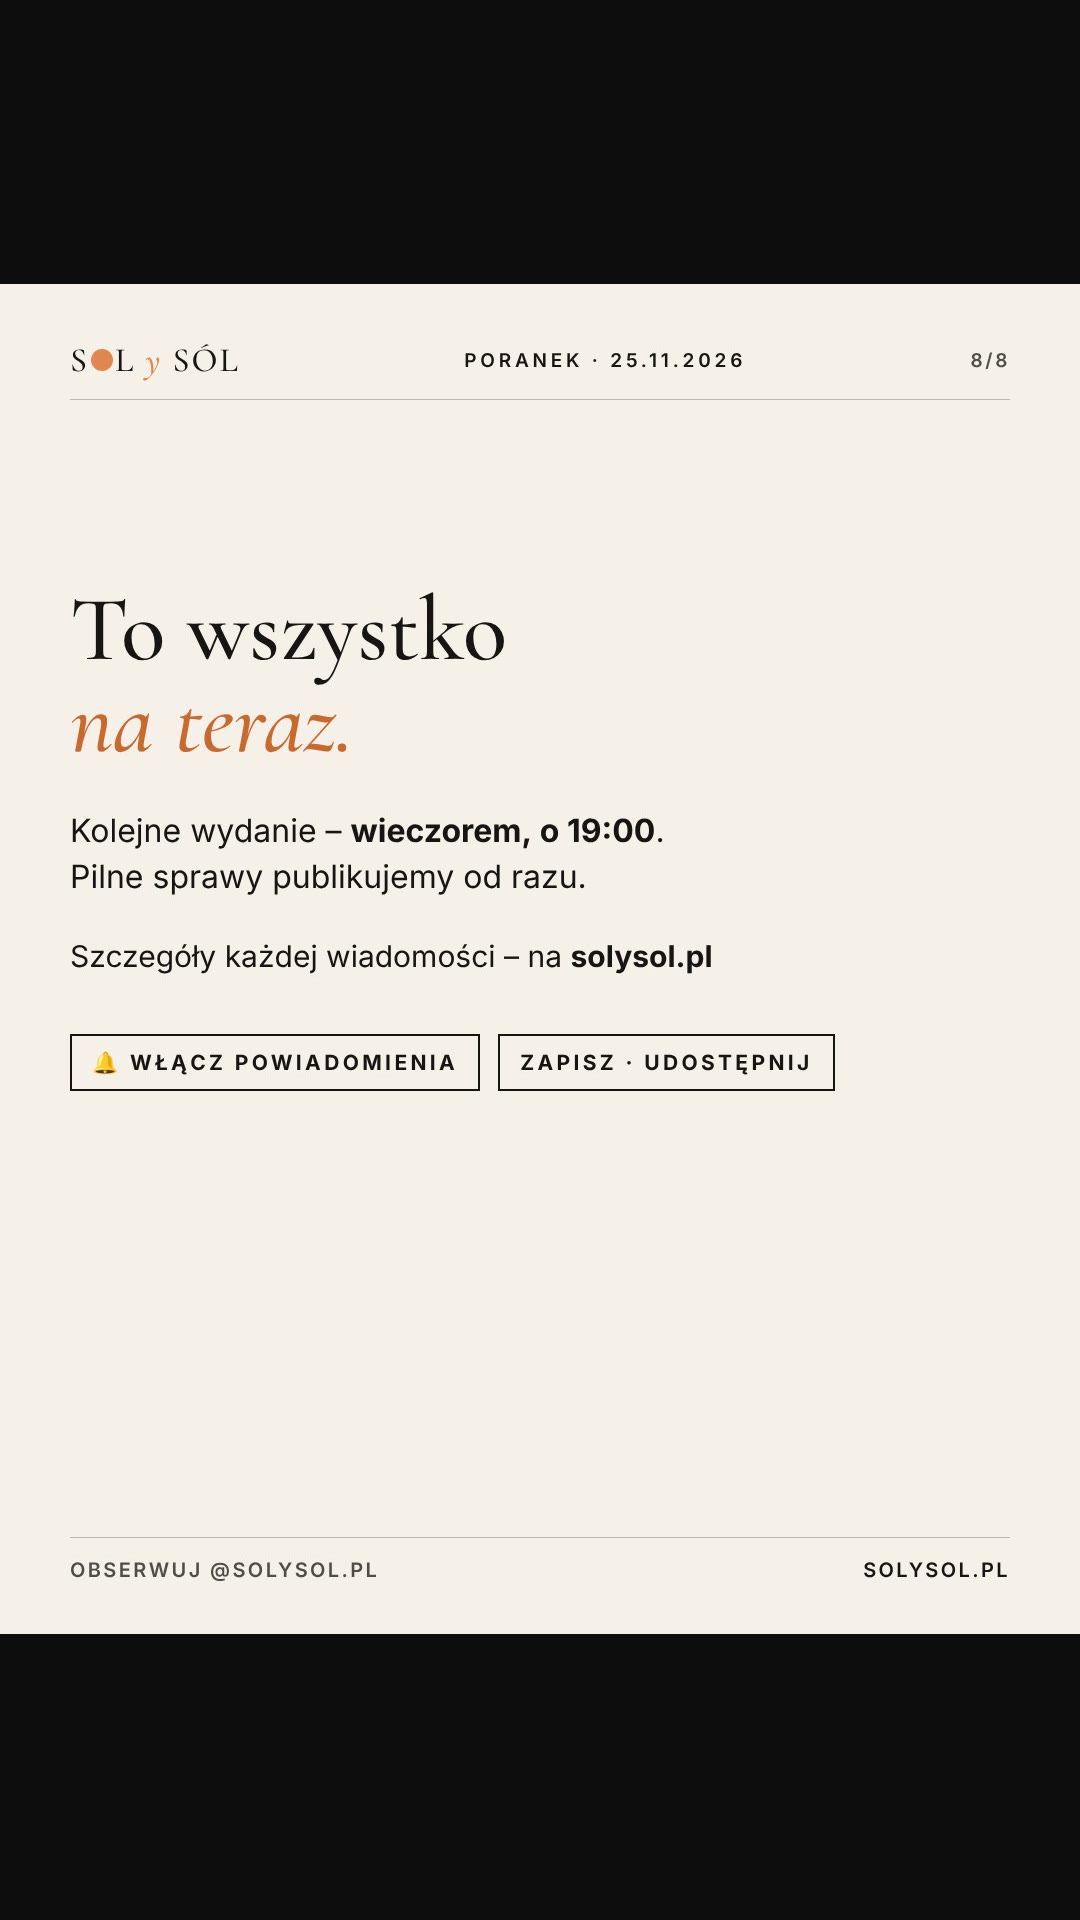 SOL y SÓL
PORANEK · 25.11.2026
8/8
To wszystko
na teraz.
Kolejne wydanie – wieczorem, o 19:00.
Pilne sprawy publikujemy od razu.
Szczegóły każdej wiadomości – na solysol.pl
🔔 WŁĄCZ POWIADOMIENIA
ZAPISZ · UDOSTĘPNIJ
OBSERWUJ @SOLYSOL.PL
SOLYSOL.PL